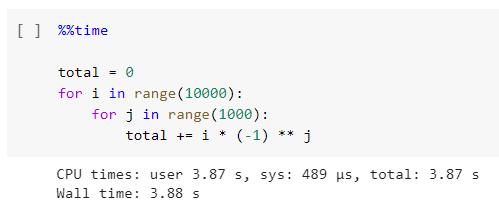 [ ] %%time
total = 0
for i in range(10000):
    for j in range(1000):
        total += i * (-1) ** j
CPU times: user 3.87 s, sys: 489 µs, total: 3.87 s
Wall time: 3.88 s